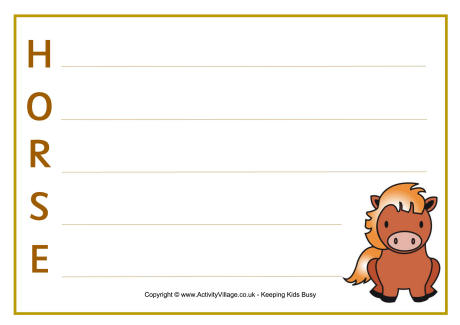 H
O
R
S
E
Copyright © www.ActivityVillage.co.uk - Keeping Kids Busy